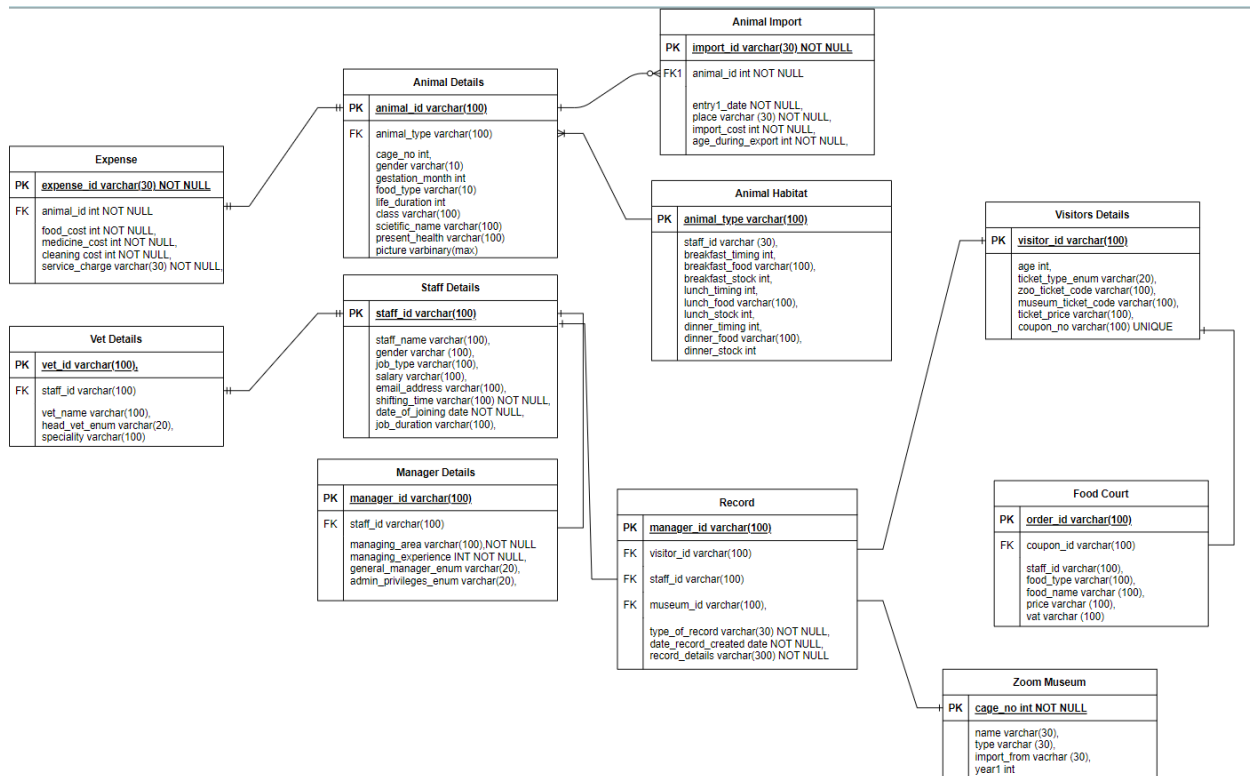 Animal Import
PK import_id varchar(30) NOT NULL
FK1 animal_id int NOT NULL
entry1_date NOT NULL,
place varchar (30) NOT NULL,
import_cost int NOT NULL,
age_during_export int NOT NULL,
Animal Details
PK animal_id varchar(100)
FK animal_type varchar(100)
cage_no int,
gender varchar(10)
gestation_month int
food_type varchar(10)
life_duration int
class varchar(100)
scietific_name varchar(100)
present_health varchar(100)
picture varbinary(max)
Expense
PK expense_id varchar(30) NOT NULL
FK animal_id int NOT NULL
food_cost int NOT NULL,
medicine_cost int NOT NULL,
cleaning cost int NOT NULL,
service_charge varchar(30) NOT NULL,
Animal Habitat
PK animal_type varchar(100)
staff_id varchar (30),
breakfast_timing int,
breakfast_food varchar(100),
breakfast_stock int,
lunch_timing int,
lunch_food varchar(100),
lunch_stock int,
dinner_timing int,
dinner_food varchar(100),
dinner_stock int
Visitors Details
PK visitor_id varchar(100)
age int,
ticket_type_enum varchar(20),
zoo_ticket_code varchar(100),
museum_ticket_code varchar(100),
ticket_price varchar(100),
coupon_no varchar(100) UNIQUE
Staff Details
PK staff_id varchar(100)
staff_name varchar(100),
gender varchar (100),
job_type varchar(100),
salary varchar(100),
email_address varchar(100),
shifting_time varchar(100) NOT NULL,
date_of_joining date NOT NULL,
job_duration varchar(100),
Vet Details
PK vet_id varchar(100),
FK staff_id varchar(100)
vet_name varchar(100),
head_vet_enum varchar(20),
speciality varchar(100)
Manager Details
PK manager_id varchar(100)
FK staff_id varchar(100)
managing_area varchar(100),NOT NULL
managing_experience INT NOT NULL,
general_manager_enum varchar(20),
admin_privileges_enum varchar(20),
Record
PK manager_id varchar(100)
FK visitor_id varchar(100)
FK staff_id varchar(100)
FK museum_id varchar(100),
type_of_record varchar(30) NOT NULL,
date_record_created date NOT NULL,
record_details varchar(300) NOT NULL
Food Court
PK order_id varchar(100)
FK coupon_id varchar(100)
staff_id varchar(100),
food_type varchar(100),
food_name varchar (100),
price varchar (100),
vat varchar (100)
Zoom Museum
PK cage_no int NOT NULL
name varchar(30),
type varchar (30),
import_from vacrhar (30),
year1 int